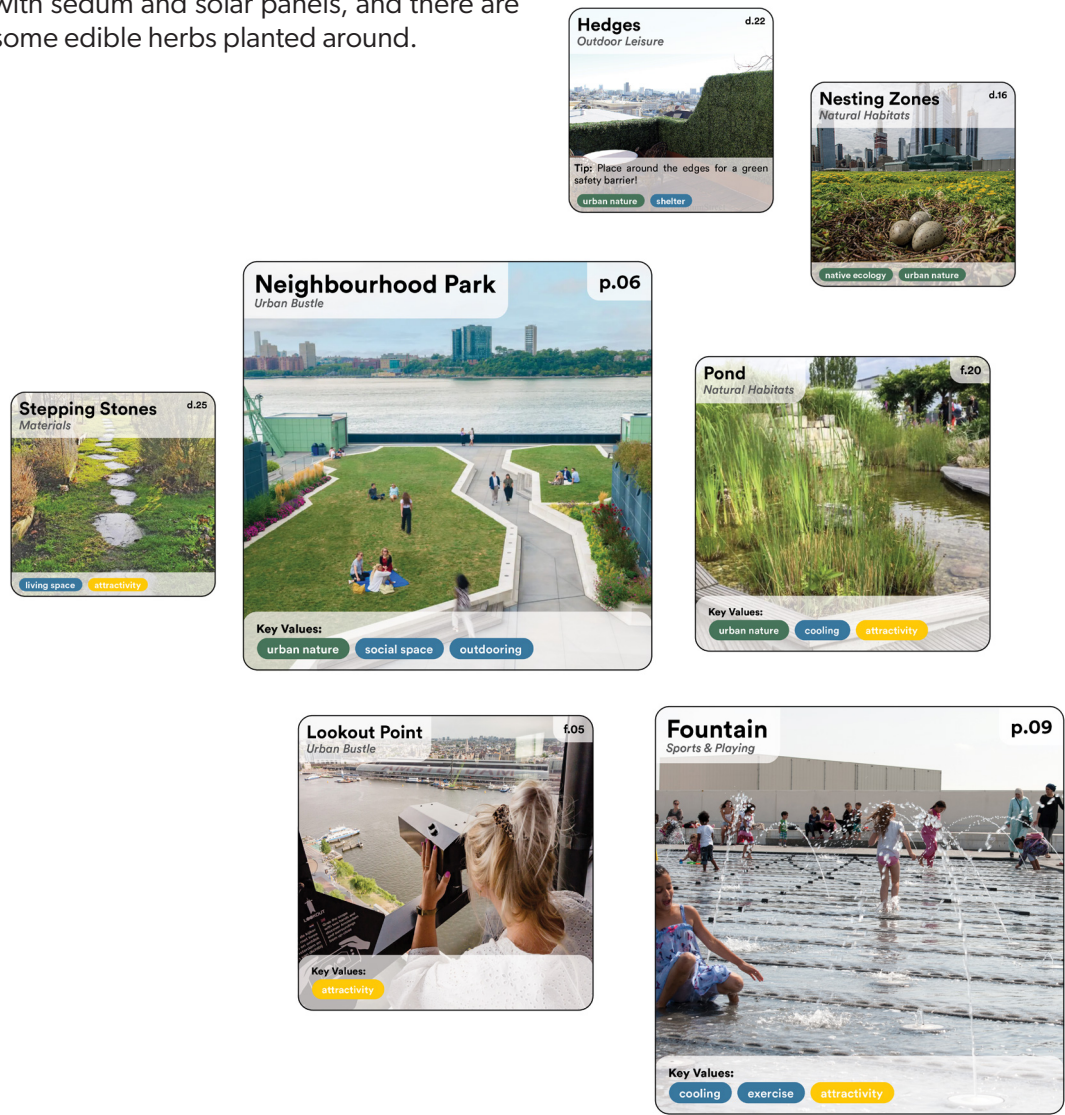 with sedum and solar panels, and there are
some edible herbs planted around.
Hedges
d.22
Outdoor Leisure
Tip: Place around the edges for a green
safety barrier!
urban nature
shelter
Nesting Zones
d.16
Natural Habitats
native ecology
urban nature
Neighbourhood Park
p.06
Urban Bustle
Key Values:
urban nature
social space
outdooring
Pond
f.20
Natural Habitats
Key Values:
urban nature
cooling
attractivity
Stepping Stones
d.25
Materials
living space
attractivity
Lookout Point
f.05
Urban Bustle
LOOKOUT
Key Values:
attractivity
Fountain
p.09
Sports & Playing
Key Values:
cooling
exercise
attractivity